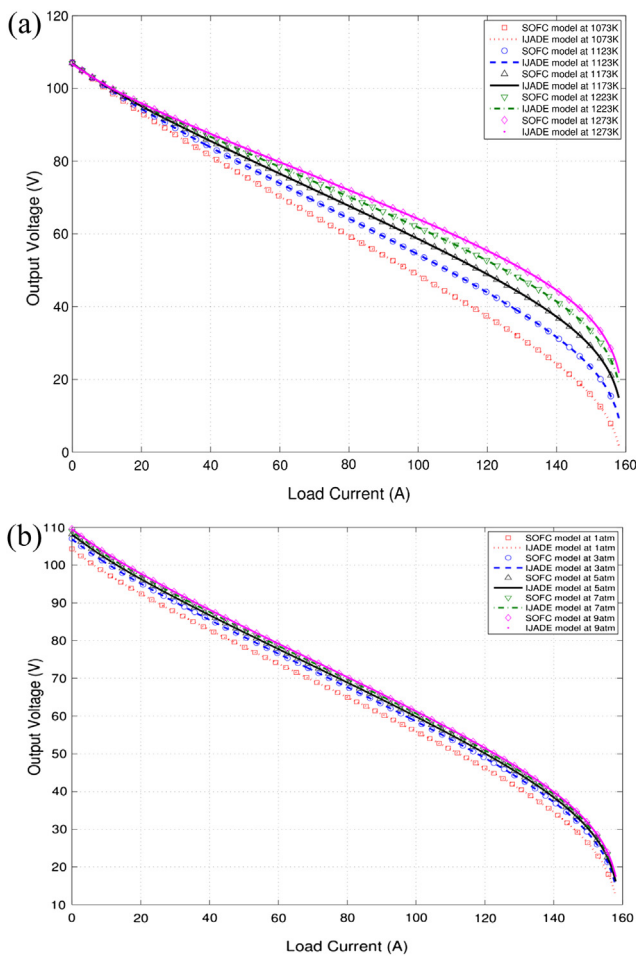 (a)
120
100
80
60
40
20
0
Output Voltage (V)
0 20 40 60 80 100 120 140 160
Load Current (A)
SOFC model at 1073K
IJADE model at 1073K
SOFC model at 1123K
IJADE model at 1123K
SOFC model at 1173K
IJADE model at 1173K
SOFC model at 1223K
IJADE model at 1223K
SOFC model at 1273K
IJADE model at 1273K
(b)
110
100
90
80
70
60
50
40
30
20
10
Output Voltage (V)
0 20 40 60 80 100 120 140 160
Load Current (A)
SOFC model at 1atm
IJADE model at 1atm
SOFC model at 3atm
IJADE model at 3atm
SOFC model at 5atm
IJADE model at 5atm
SOFC model at 7atm
IJADE model at 7atm
SOFC model at 9atm
IJADE model at 9atm